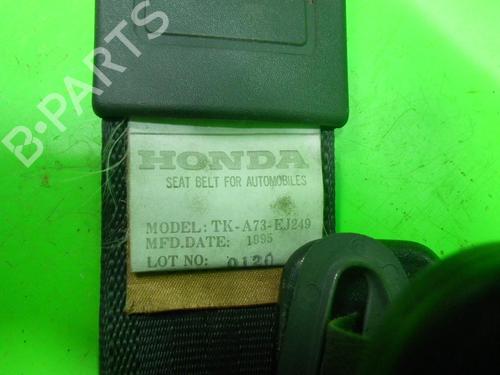 B-PARTS
HONDA
SEAT BELT FOR AUTOMOBILES
MODEL: TK-A73-EJ249
MFD.DATE: 1995
LOT NO: 0120